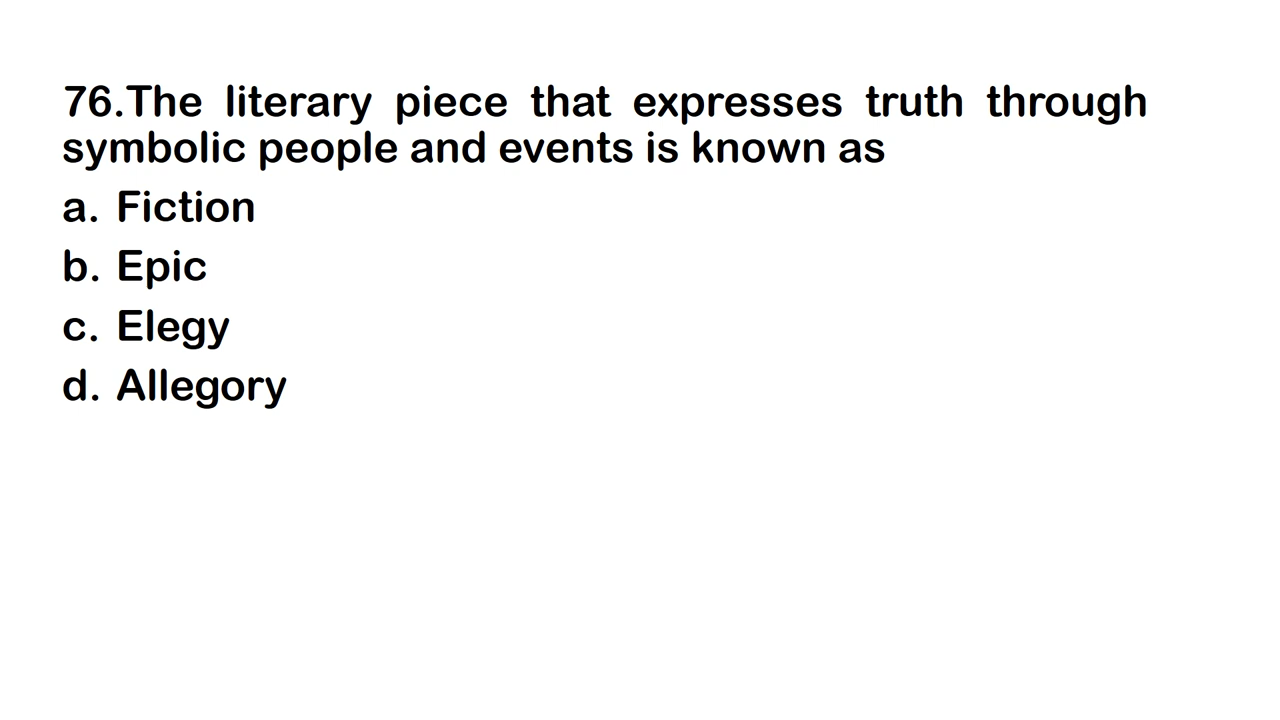 76.The literary piece that expresses truth through
symbolic people and events is known as
a. Fiction
b. Epic
c. Elegy
d. Allegory